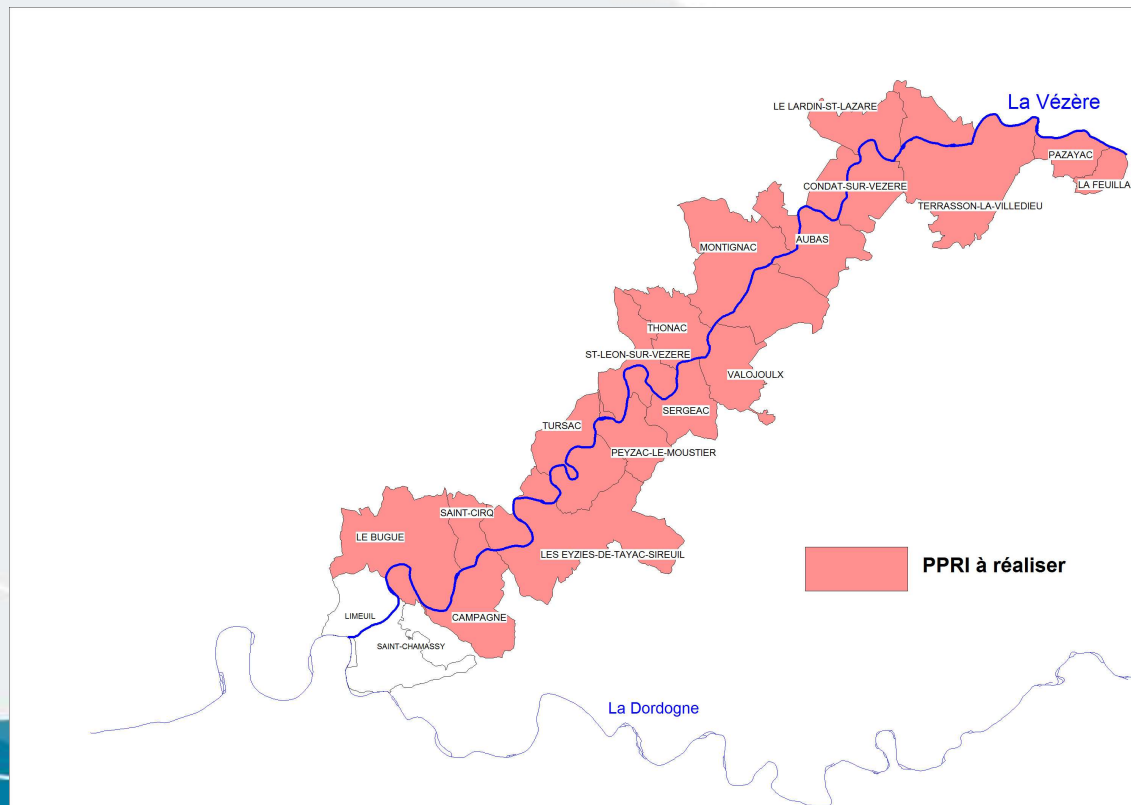 La Vézère
LE LARDIN-ST-LAZARE
PAZAYAC
LA FEUILLA
CONDAT-SUR-VEZERE
TERRASSON-LA-VILLEDIEU
AUBAS
MONTIGNAC
THONAC
ST-LEON-SUR-VEZERE
VALOJOULX
SERGEAC
TURSAC
PEYZAC-LE-MOUSTIER
SAINT-CIRQ
LE BUGUE
LES EYZIES-DE-TAYAC-SIREUIL
PPRI à réaliser
LIMEUIL
CAMPAGNE
SAINT-CHAMASSY
La Dordogne